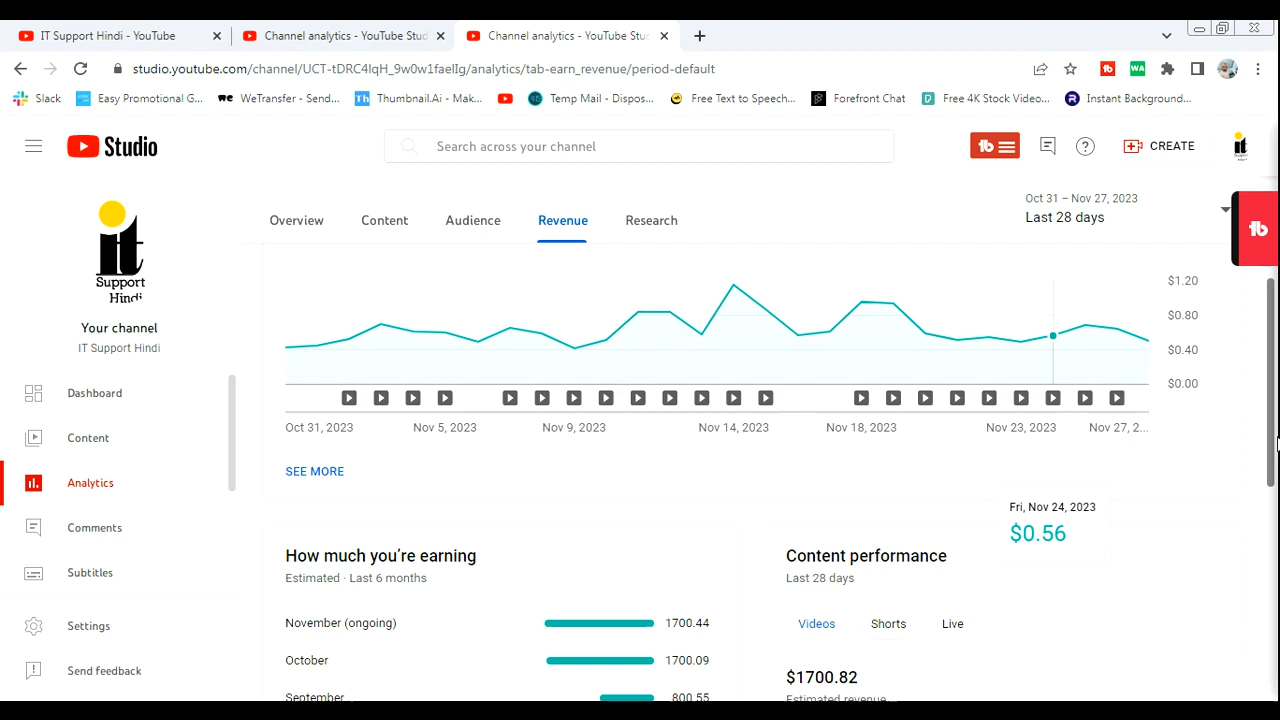 IT Support Hindi - YouTube
Channel analytics - YouTube Stud
Channel analytics - YouTube Stu
studio.youtube.com/channel/UCT-tDRC4IqH_9w0w1faeIIg/analytics/tab-earn_revenue/period-default
Slack
Easy Promotional G...
WeTransfer - Send...
Thumbnail.Ai - Mak...
Temp Mail - Dispos...
Free Text to Speech...
Forefront Chat
Free 4K Stock Video...
Instant Background...
Studio
Search across your channel
CREATE
it
Support
Hindi
Your channel
IT Support Hindi
Overview
Content
Audience
Revenue
Research
Oct 31 – Nov 27, 2023
Last 28 days
$1.20
$0.80
$0.40
$0.00
Oct 31, 2023
Nov 5, 2023
Nov 9, 2023
Nov 14, 2023
Nov 18, 2023
Nov 23, 2023
Nov 27, 2...
SEE MORE
Fri, Nov 24, 2023
$0.56
Dashboard
Content
Analytics
Comments
Subtitles
Settings
Send feedback
How much you're earning
Estimated · Last 6 months
November (ongoing)
1700.44
October
1700.09
September
800.55
Content performance
Last 28 days
Videos
Shorts
Live
$1700.82
Estimated revenue